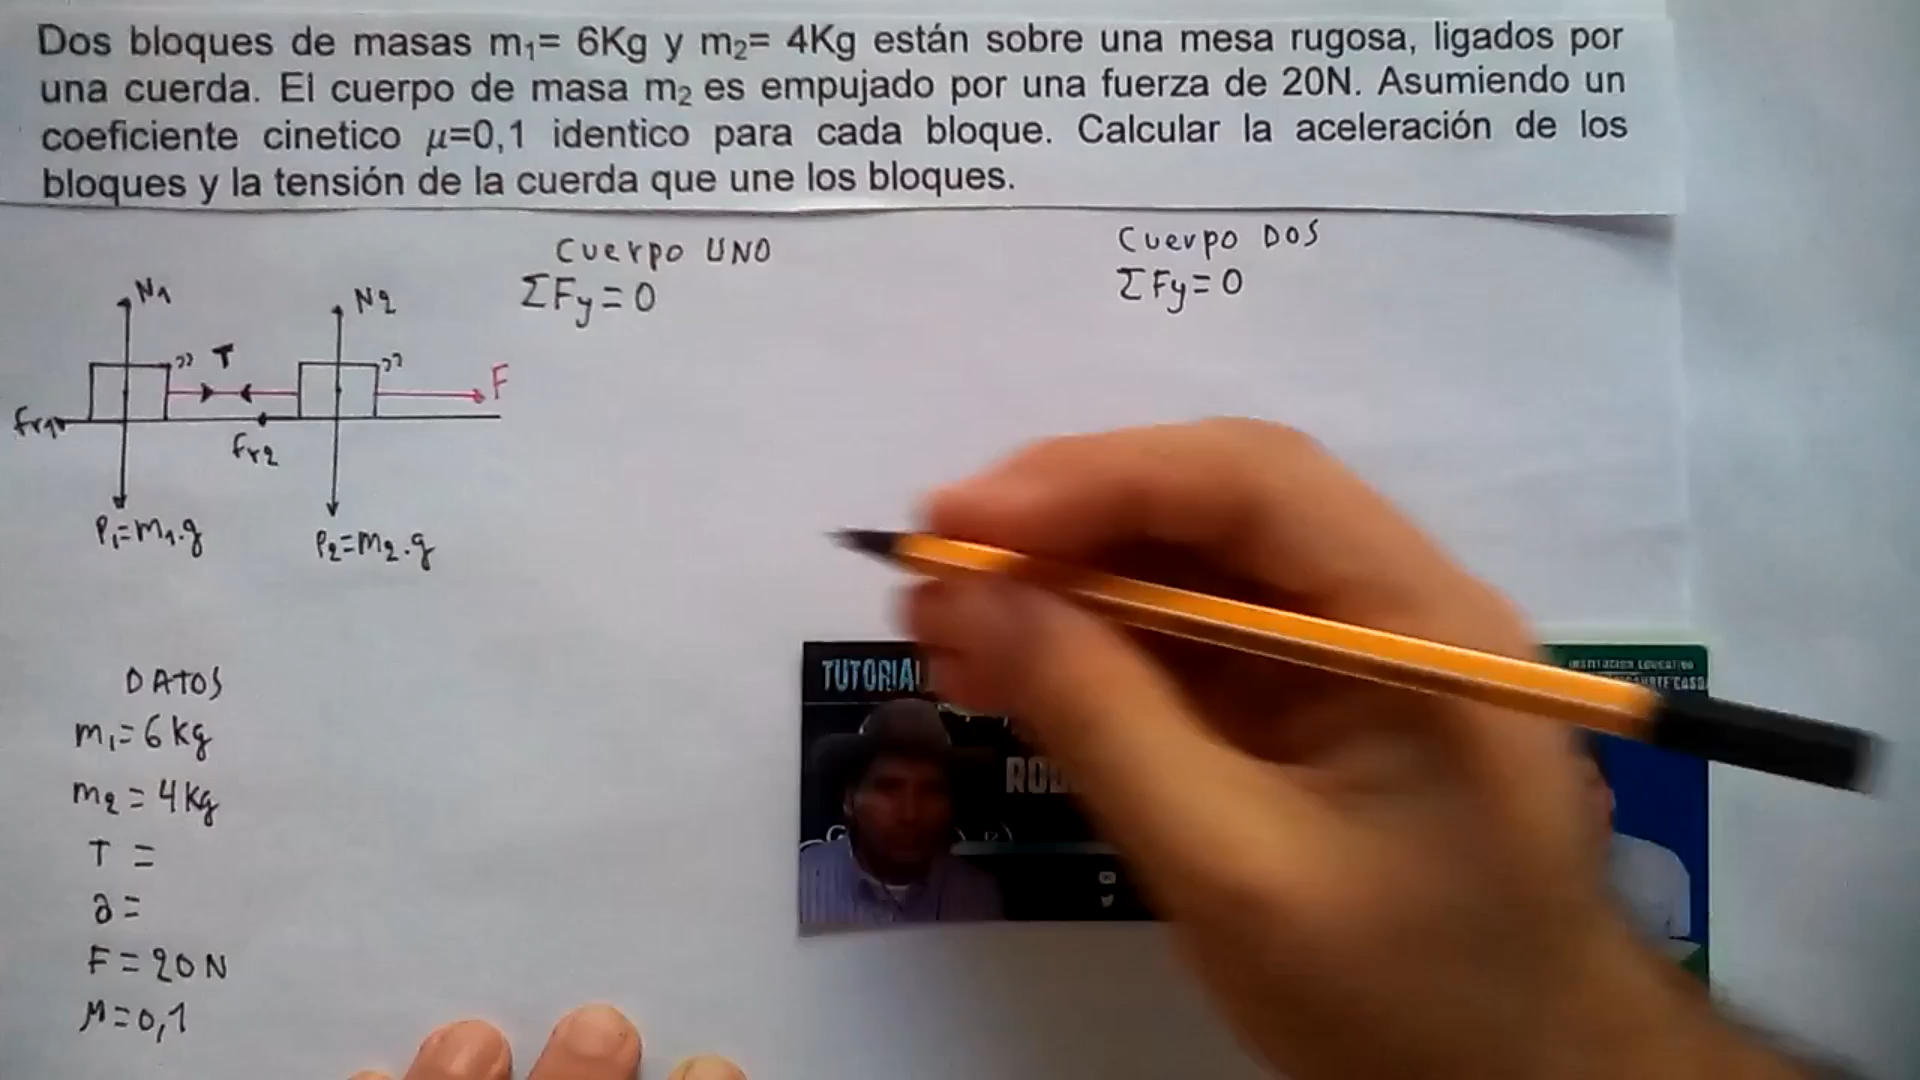 Dos bloques de masas m₁= 6Kg y m₂= 4Kg están sobre una mesa rugosa, ligados por
una cuerda. El cuerpo de masa m₂ es empujado por una fuerza de 20N. Asumiendo un
coeficiente cinetico μ=0,1 identico para cada bloque. Calcular la aceleración de los
bloques y la tensión de la cuerda que une los bloques.
Cuerpo UNO
ΣFy=0
Cuerpo DOS
ΣFy=0
N1
N2
T
F
fr1
fr2
P₁=m₁.g
P₂=m₂.g
DATOS
m₁=6kg
m₂=4kg
T=
a=
F=20N
M=0,1
TUTORIAL